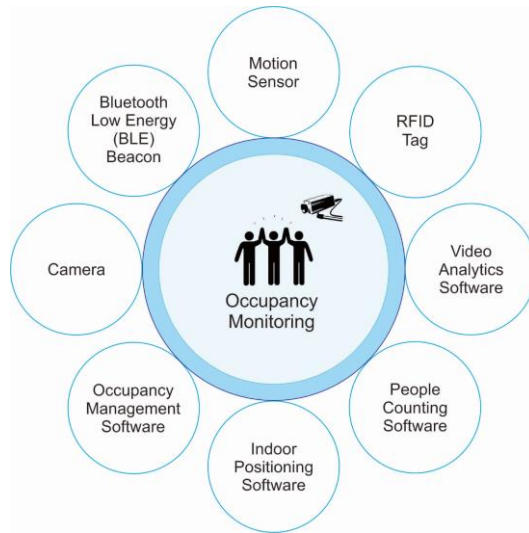 Motion
Sensor
RFID
Tag
Video
Analytics
Software
People
Counting
Software
Indoor
Positioning
Software
Occupancy
Management
Software
Camera
Bluetooth
Low Energy
(BLE)
Beacon
Occupancy
Monitoring